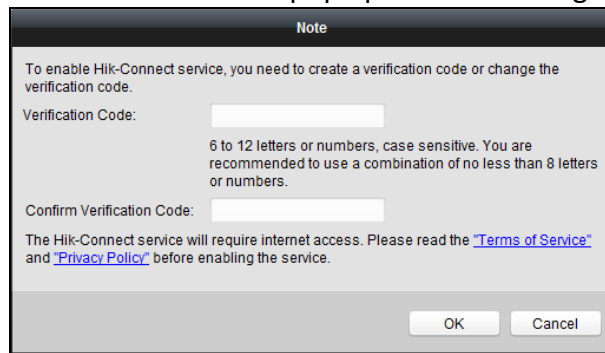 Note
To enable Hik-Connect service, you need to create a verification code or change the
verification code.
Verification Code:
6 to 12 letters or numbers, case sensitive. You are
recommended to use a combination of no less than 8 letters
or numbers.
Confirm Verification Code:
The Hik-Connect service will require internet access. Please read the "Terms of Service"
and "Privacy Policy" before enabling the service.
OK Cancel